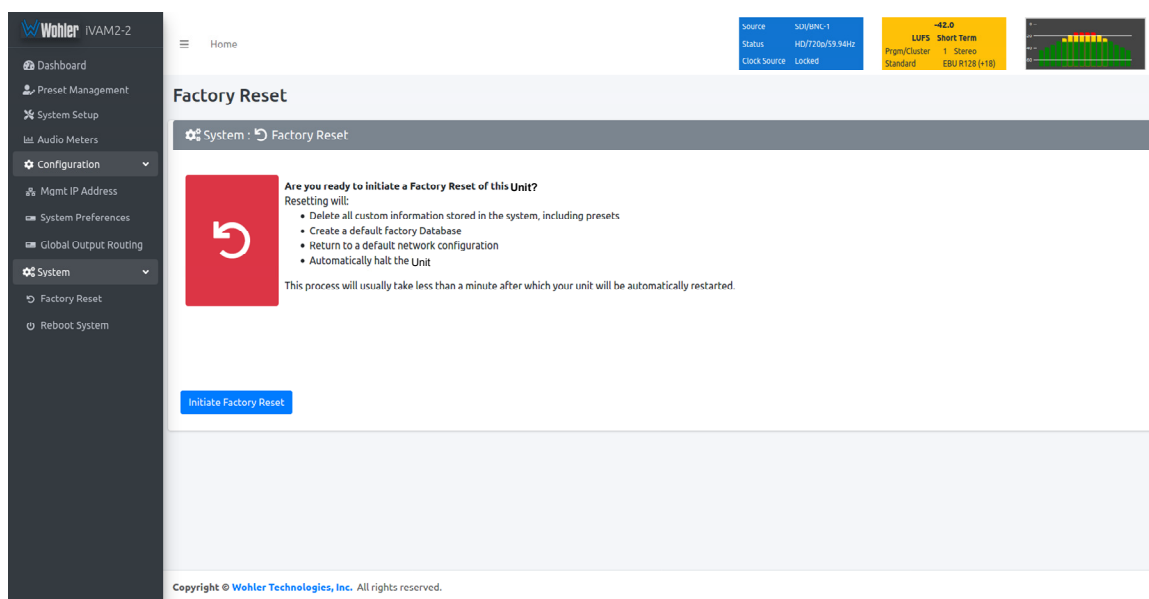 Wohler iVAM2-2
Dashboard
Preset Management
System Setup
Audio Meters
Configuration
Mgmt IP Address
System Preferences
Global Output Routing
System
Factory Reset
Reboot System
Home
Source SDI/BNC-1
Status HD/720p/59.94Hz
Clock Source Locked
-42.0
LUFS Short Term
Prgm/Cluster 1 Stereo
Standard EBU R128 (+18)
Factory Reset
System : Factory Reset
Are you ready to initiate a Factory Reset of this Unit?
Resetting will:
• Delete all custom information stored in the system, including presets
• Create a default factory Database
• Return to a default network configuration
• Automatically halt the Unit
This process will usually take less than a minute after which your unit will be automatically restarted.
Initiate Factory Reset
Copyright © Wohler Technologies, Inc. All rights reserved.